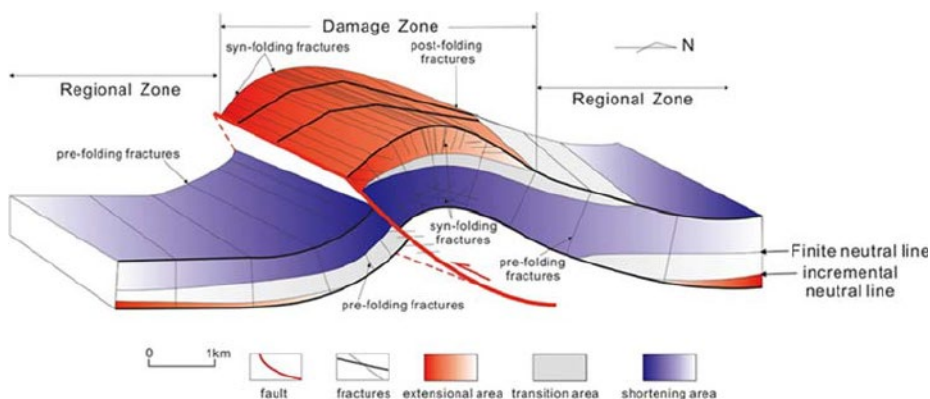 Damage Zone
syn-folding fractures
post-folding
fractures
N
Regional Zone
Regional Zone
pre-folding fractures
syn-folding
fractures
Finite neutral line
pre-folding
fractures
incremental
neutral line
pre-folding fractures
0 1km
fault
fractures
extensional area
transition area
shortening area